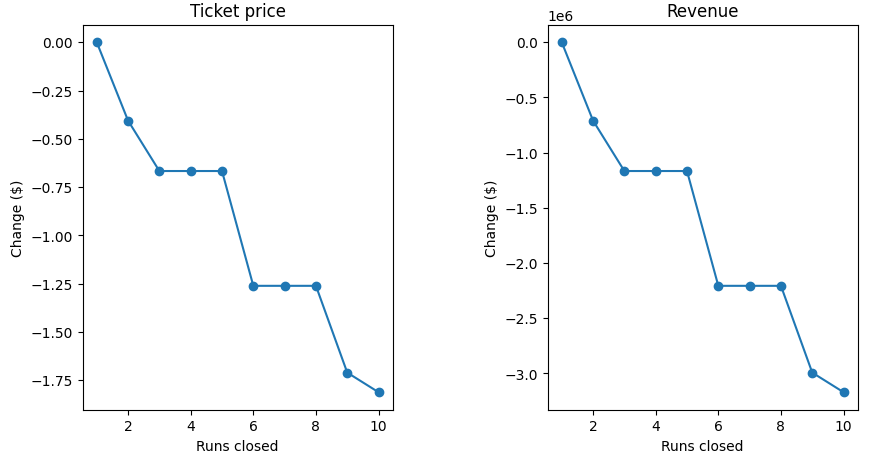 Ticket price
0.00
−0.25
−0.50
−0.75
−1.00
−1.25
−1.50
−1.75
Change ($)
2 4 6 8 10
Runs closed
Revenue
1e6
0.0
−0.5
−1.0
−1.5
−2.0
−2.5
−3.0
Change ($)
2 4 6 8 10
Runs closed